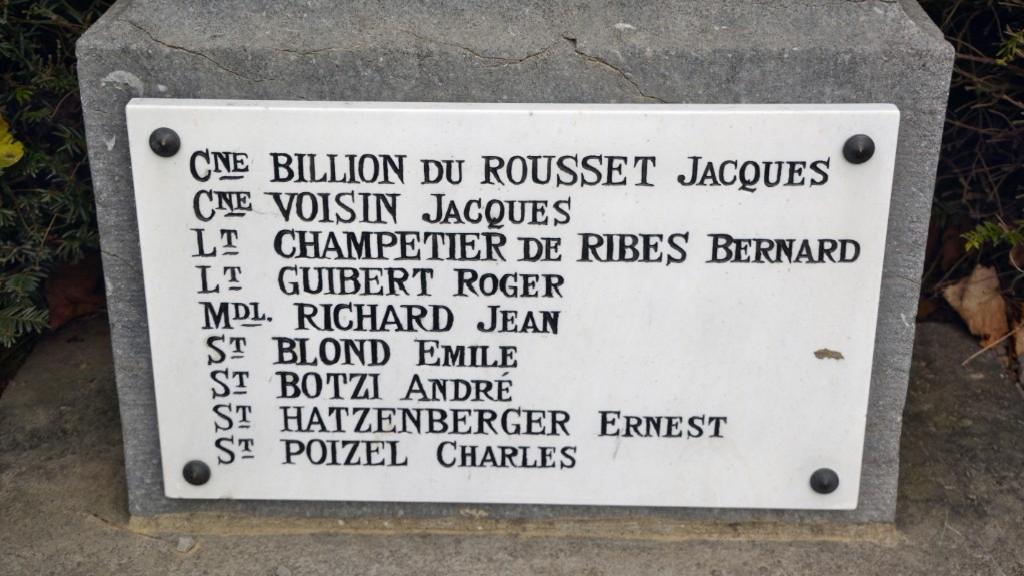 CNE BILLION DU ROUSSET JACQUES
CNE VOISIN JACQUES
LT CHAMPETIER DE RIBES BERNARD
LT GUIBERT ROGER
MDL. RICHARD JEAN
ST BLOND EMILE
ST BOTZI ANDRÉ
ST HATZENBERGER ERNEST
ST POIZEL CHARLES